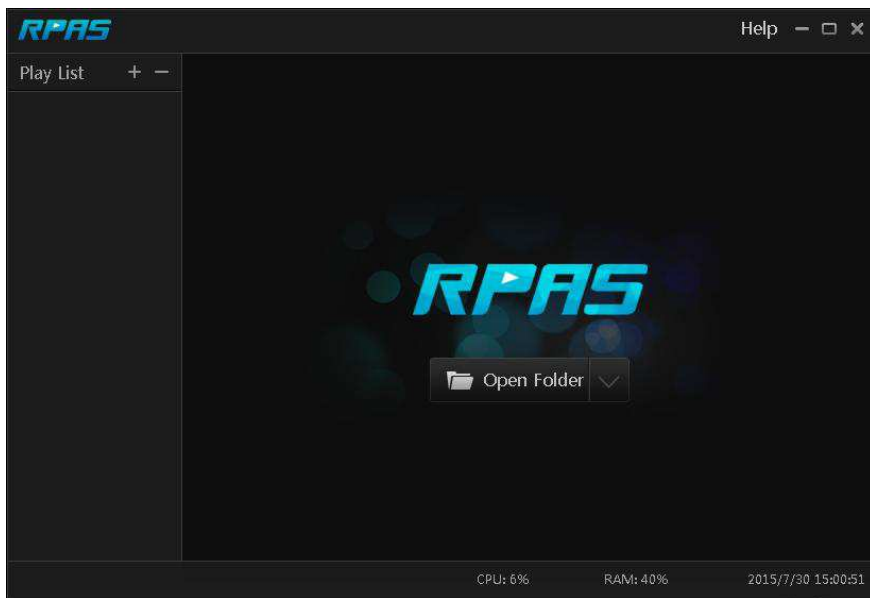 RPAS
Help
Play List
RPAS
Open Folder
CPU: 6% RAM: 40% 2015/7/30 15:00:51